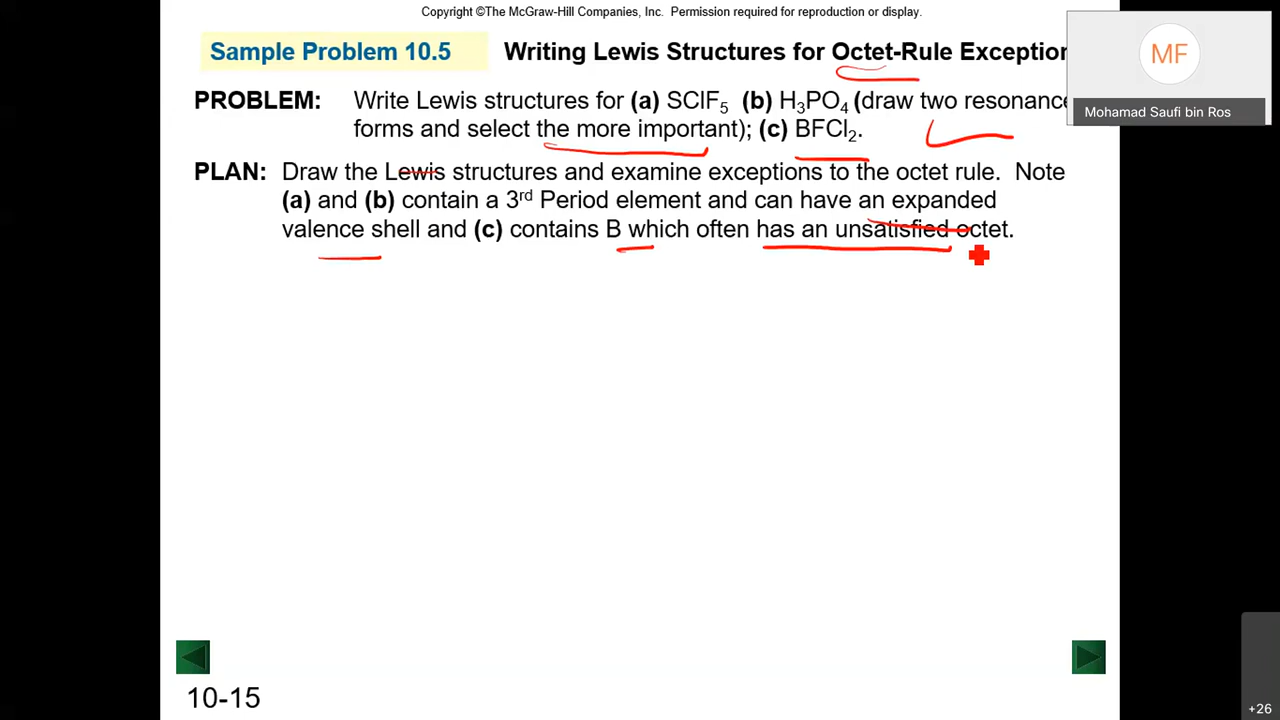 Copyright ©The McGraw-Hill Companies, Inc. Permission required for reproduction or display.
MF
Mohamad Saufi bin Ros
Sample Problem 10.5 Writing Lewis Structures for Octet-Rule Exception
PROBLEM: Write Lewis structures for (a) SClF5 (b) H3PO4 (draw two resonance
forms and select the more important); (c) BFCl2.
PLAN: Draw the Lewis structures and examine exceptions to the octet rule. Note
(a) and (b) contain a 3rd Period element and can have an expanded
valence shell and (c) contains B which often has an unsatisfied octet.
10-15
+26